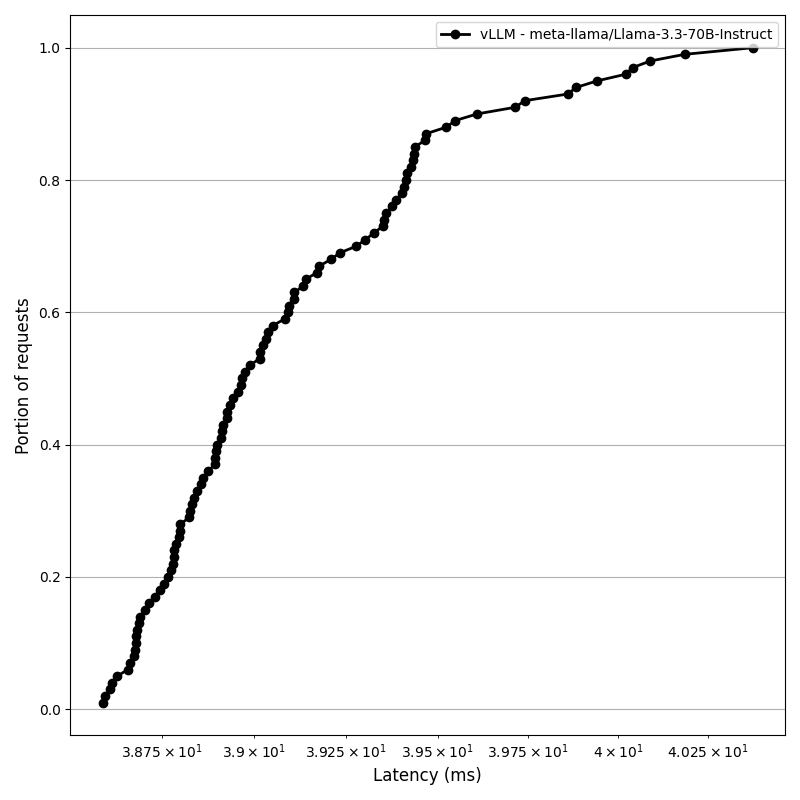 vLLM - meta-llama/Llama-3.3-70B-Instruct
1.0
0.8
0.6
0.4
0.2
0.0
Portion of requests
3.875 × 10¹ 3.9 × 10¹ 3.925 × 10¹ 3.95 × 10¹ 3.975 × 10¹ 4 × 10¹ 4.025 × 10¹
Latency (ms)